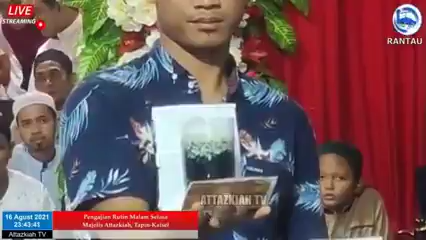 LIVE
STREAMING
RANTAU
ATTAZKIAH TV
16 Agust 2021
23:43:41
Attazkiah TV
Pengajian Rutin Malam Selasa
Majelis Attazkiah, Tapin-Kalsel